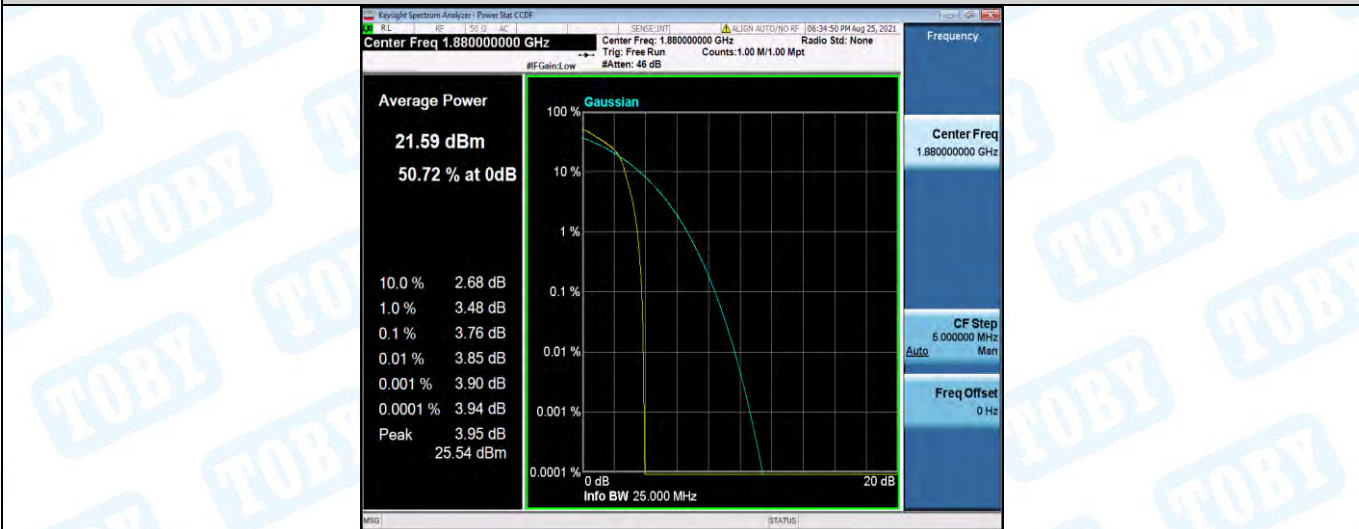 Keysight Spectrum Analyzer - Power Stat CCDF
RL RF 50 Ω AC SENSE:INT ALIGN AUTO/NO RF 06:34:50 PM Aug 25, 2021
Center Freq 1.880000000 GHz
Center Freq: 1.880000000 GHz Radio Std: None
Trig: Free Run Counts:1.00 M/1.00 Mpt
#IFGain:Low #Atten: 46 dB
Frequency
Average Power
21.59 dBm
50.72 % at 0dB
10.0 % 2.68 dB
1.0 % 3.48 dB
0.1 % 3.76 dB
0.01 % 3.85 dB
0.001 % 3.90 dB
0.0001 % 3.94 dB
Peak 3.95 dB
25.54 dBm
Gaussian
100 %
10 %
1 %
0.1 %
0.01 %
0.001 %
0.0001 %
0 dB 20 dB
Info BW 25.000 MHz
Center Freq
1.880000000 GHz
CF Step
5.000000 MHz
Auto Man
Freq Offset
0 Hz
MSG STATUS
TOBY
TOBY
TOBY
TOBY
TOBY
TOBY
TOBY